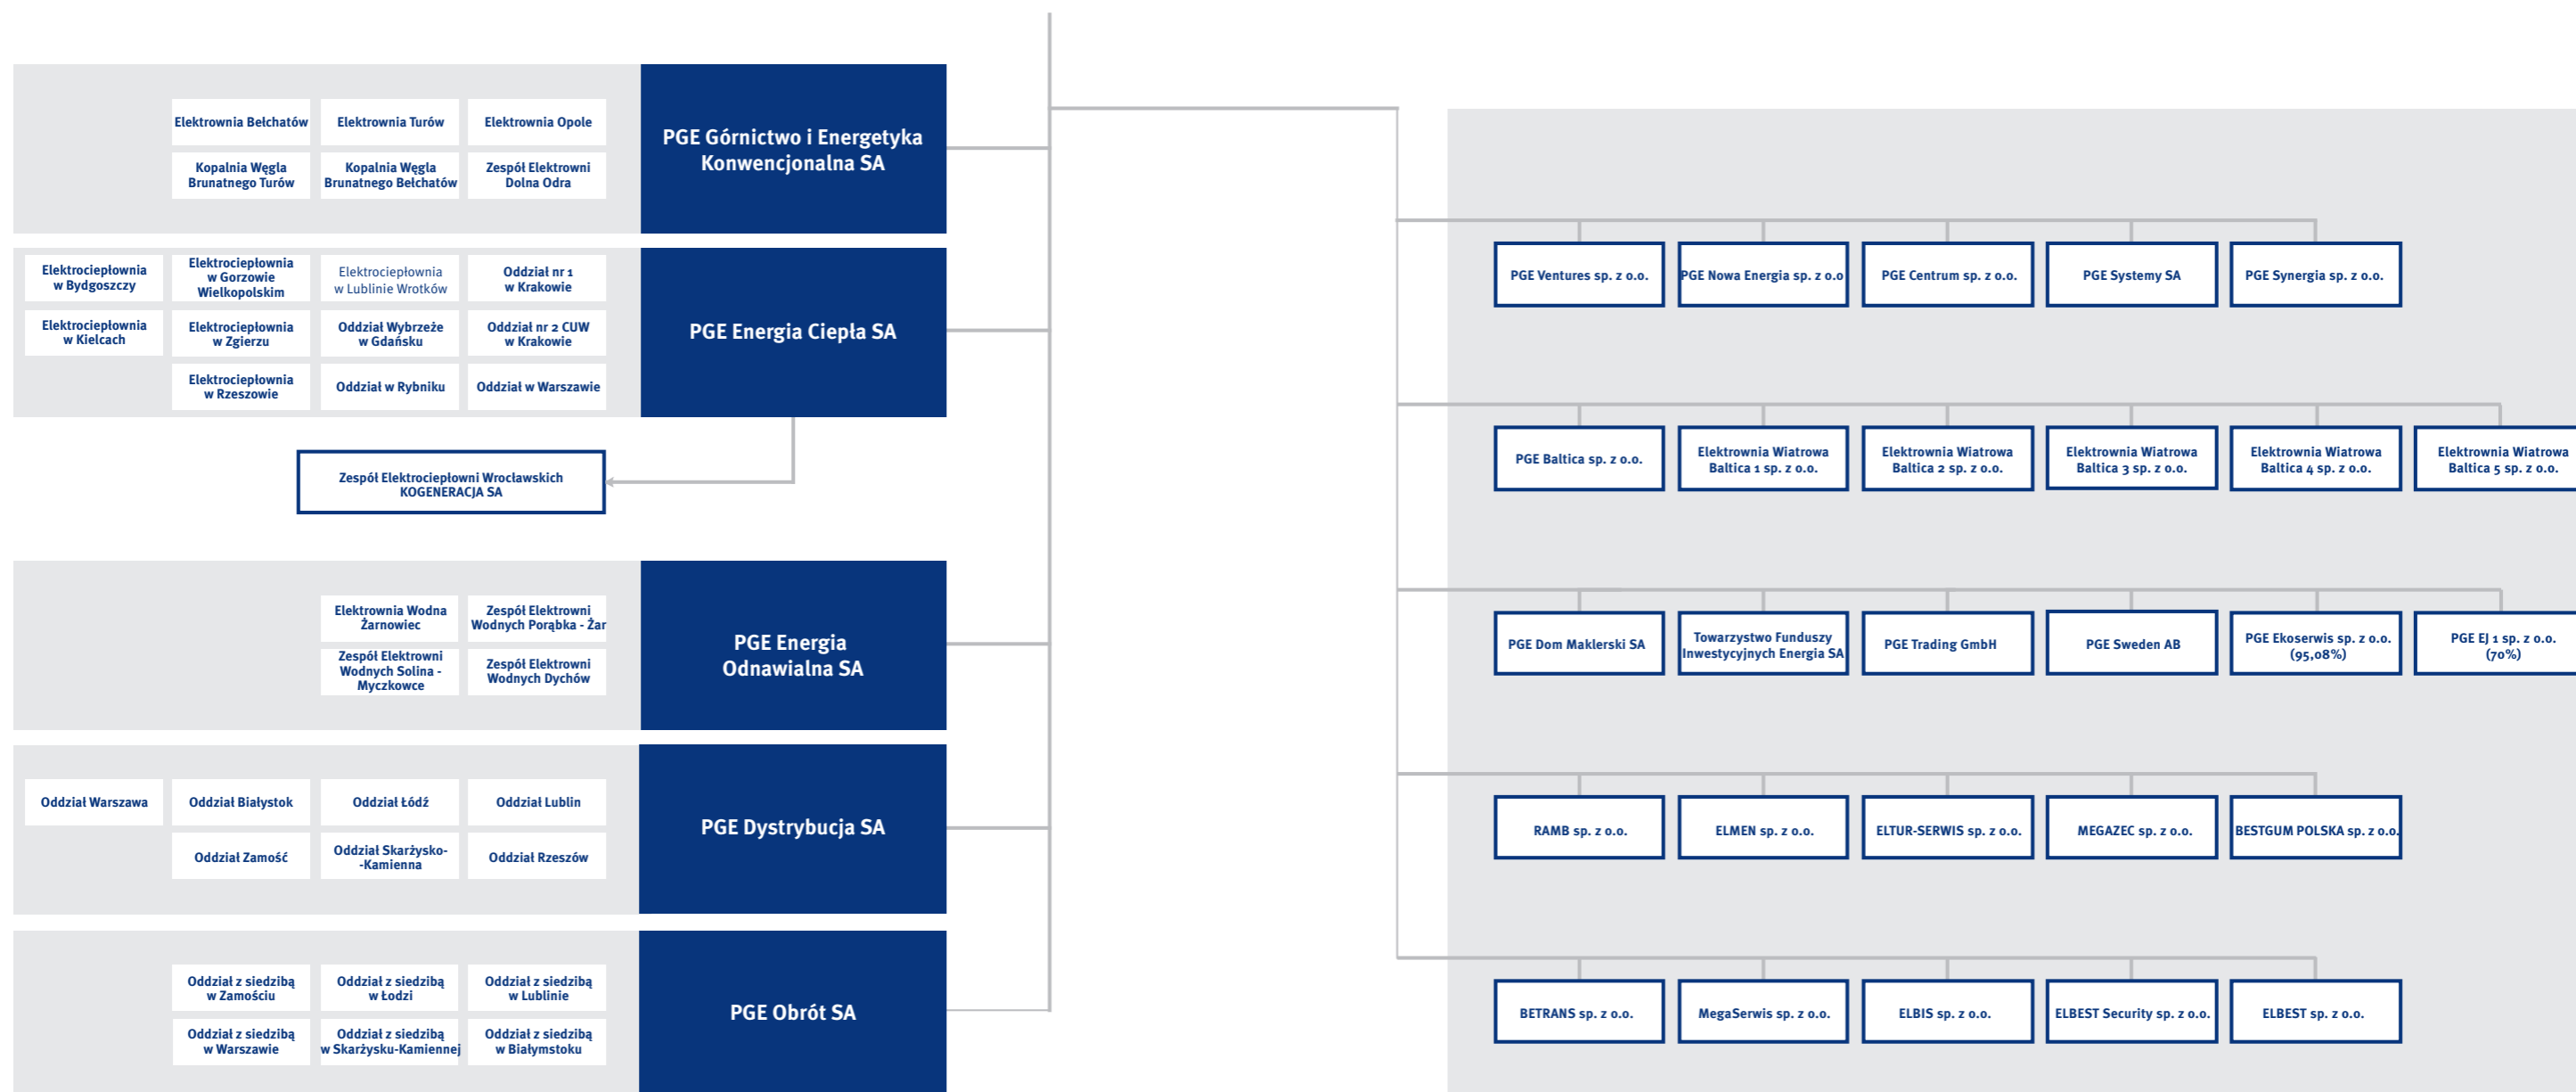 Elektrownia Bełchatów
Elektrownia Turów
Elektrownia Opole
Kopalnia Węgla
Brunatnego Turów
Kopalnia Węgla
Brunatnego Bełchatów
Zespół Elektrowni
Dolna Odra
PGE Górnictwo i Energetyka
Konwencjonalna SA
Elektrociepłownia
w Bydgoszczy
Elektrociepłownia
w Gorzowie
Wielkopolskim
Elektrociepłownia
w Lublinie Wrotków
Oddział nr 1
w Krakowie
Elektrociepłownia
w Kielcach
Elektrociepłownia
w Zgierzu
Oddział Wybrzeże
w Gdańsku
Oddział nr 2 CUW
w Krakowie
Elektrociepłownia
w Rzeszowie
Oddział w Rybniku
Oddział w Warszawie
PGE Energia Ciepła SA
Zespół Elektrociepłowni Wrocławskich
KOGENERACJA SA
Elektrownia Wodna
Żarnowiec
Zespół Elektrowni
Wodnych Porąbka - Żar
Zespół Elektrowni
Wodnych Solina -
Myczkowce
Zespół Elektrowni
Wodnych Dychów
PGE Energia
Odnawialna SA
Oddział Warszawa
Oddział Białystok
Oddział Łódź
Oddział Lublin
Oddział Zamość
Oddział Skarżysko-
-Kamienna
Oddział Rzeszów
PGE Dystrybucja SA
Oddział z siedzibą
w Zamościu
Oddział z siedzibą
w Łodzi
Oddział z siedzibą
w Lublinie
Oddział z siedzibą
w Warszawie
Oddział z siedzibą
w Skarżysku-Kamiennej
Oddział z siedzibą
w Białymstoku
PGE Obrót SA
PGE Ventures sp. z o.o.
PGE Nowa Energia sp. z o.o
PGE Centrum sp. z o.o.
PGE Systemy SA
PGE Synergia sp. z o.o.
PGE Baltica sp. z o.o.
Elektrownia Wiatrowa
Baltica 1 sp. z o.o.
Elektrownia Wiatrowa
Baltica 2 sp. z o.o.
Elektrownia Wiatrowa
Baltica 3 sp. z o.o.
Elektrownia Wiatrowa
Baltica 4 sp. z o.o.
Elektrownia Wiatrowa
Baltica 5 sp. z o.o.
PGE Dom Maklerski SA
Towarzystwo Funduszy
Inwestycyjnych Energia SA
PGE Trading GmbH
PGE Sweden AB
PGE Ekoserwis sp. z o.o.
(95,08%)
PGE EJ 1 sp. z o.o.
(70%)
RAMB sp. z o.o.
ELMEN sp. z o.o.
ELTUR-SERWIS sp. z o.o.
MEGAZEC sp. z o.o.
BESTGUM POLSKA sp. z o.o.
BETRANS sp. z o.o.
MegaSerwis sp. z o.o.
ELBIS sp. z o.o.
ELBEST Security sp. z o.o.
ELBEST sp. z o.o.